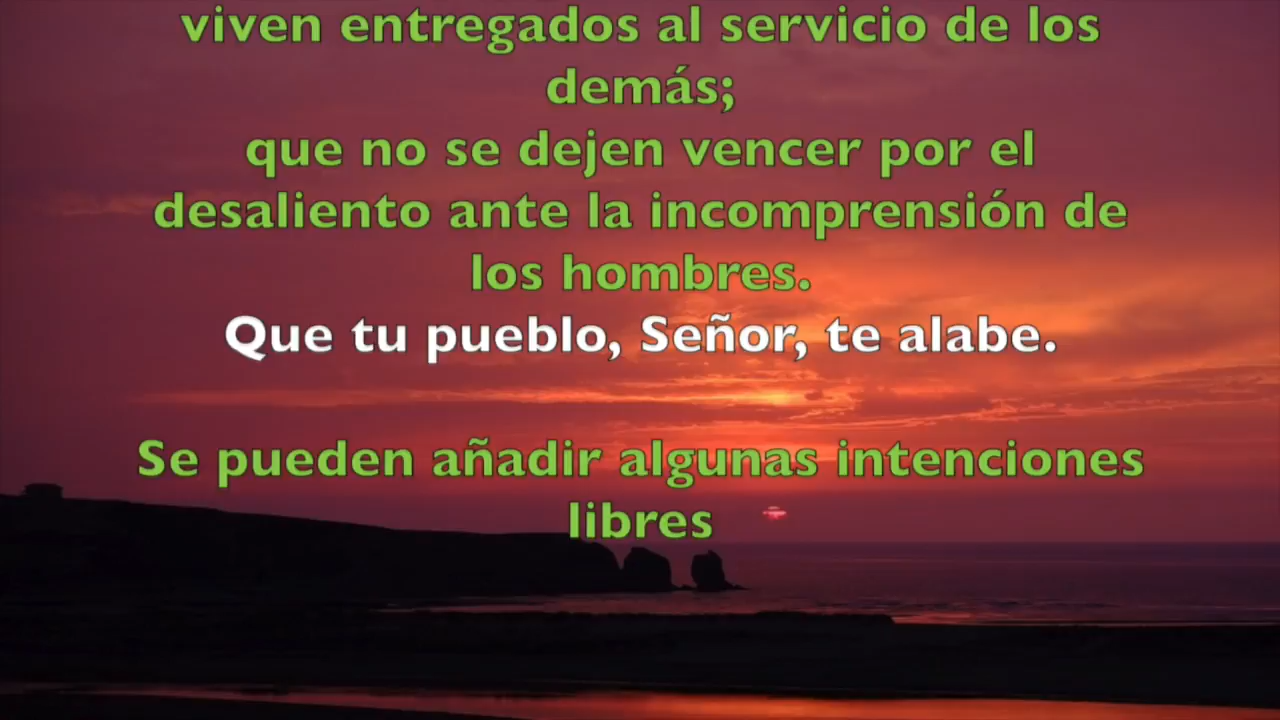 viven entregados al servicio de los
demás;
que no se dejen vencer por el
desaliento ante la incomprensión de
los hombres.
Que tu pueblo, Señor, te alabe.
Se pueden añadir algunas intenciones
libres